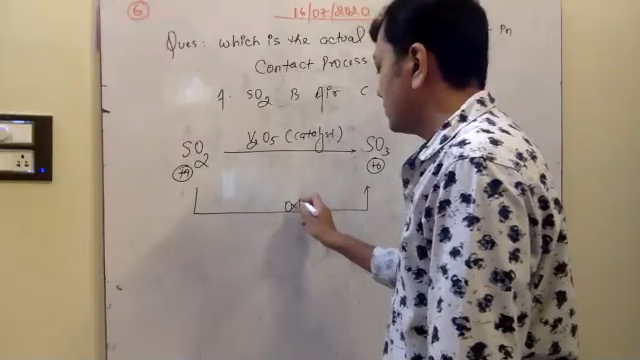 6 16/07/2020
Ques: which is the actual in
Contact Process
A. SO2 B Air C
SO2 V2O5 (catalyst) SO3
+4 +6
Ox